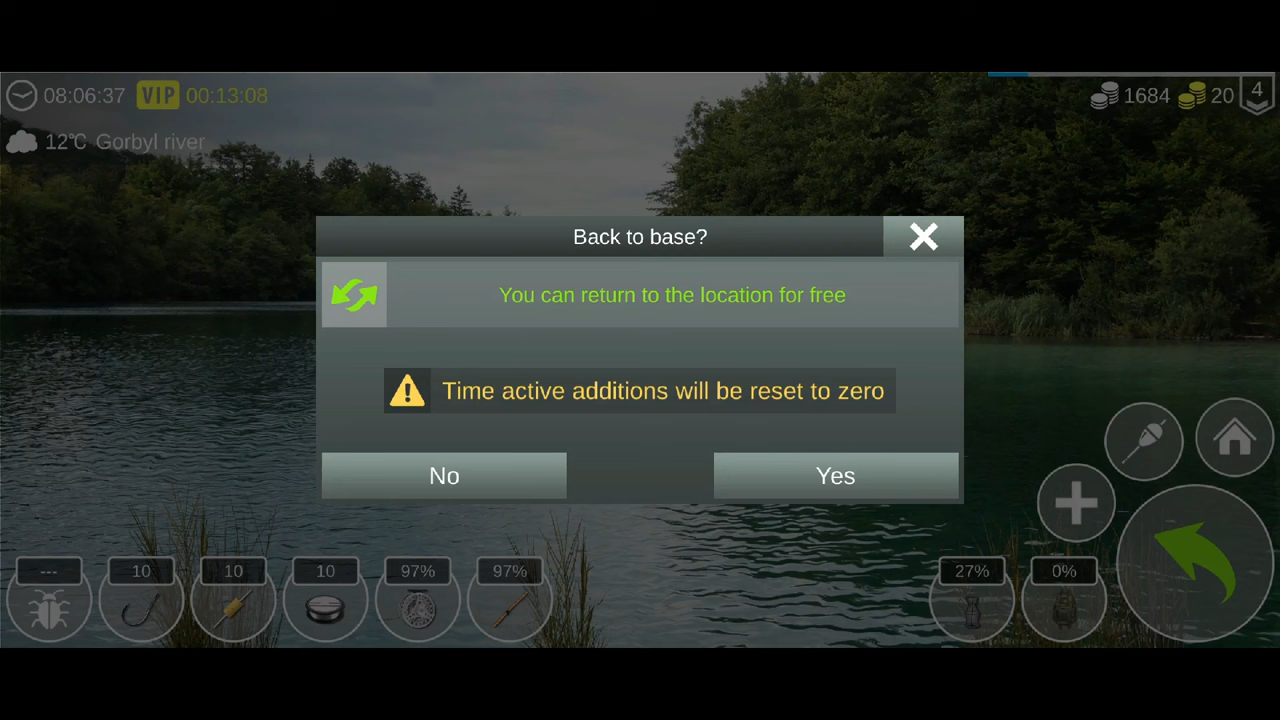 08:06:37 VIP 00:13:08
1684 20 4
12℃ Gorbyl river
Back to base?
You can return to the location for free
Time active additions will be reset to zero
No
Yes
--- 10 10 10 97% 97% 27% 0%